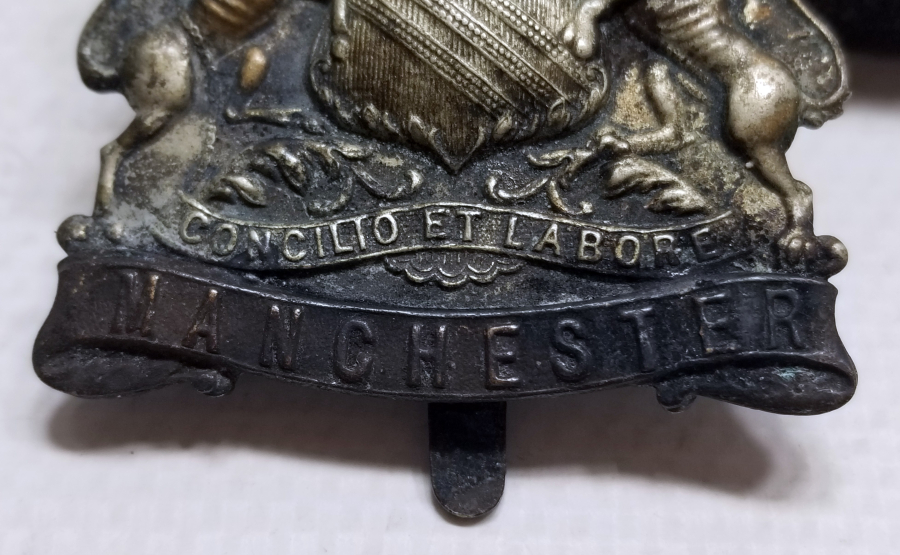 CONCILIO ET LABORE
MANCHESTER